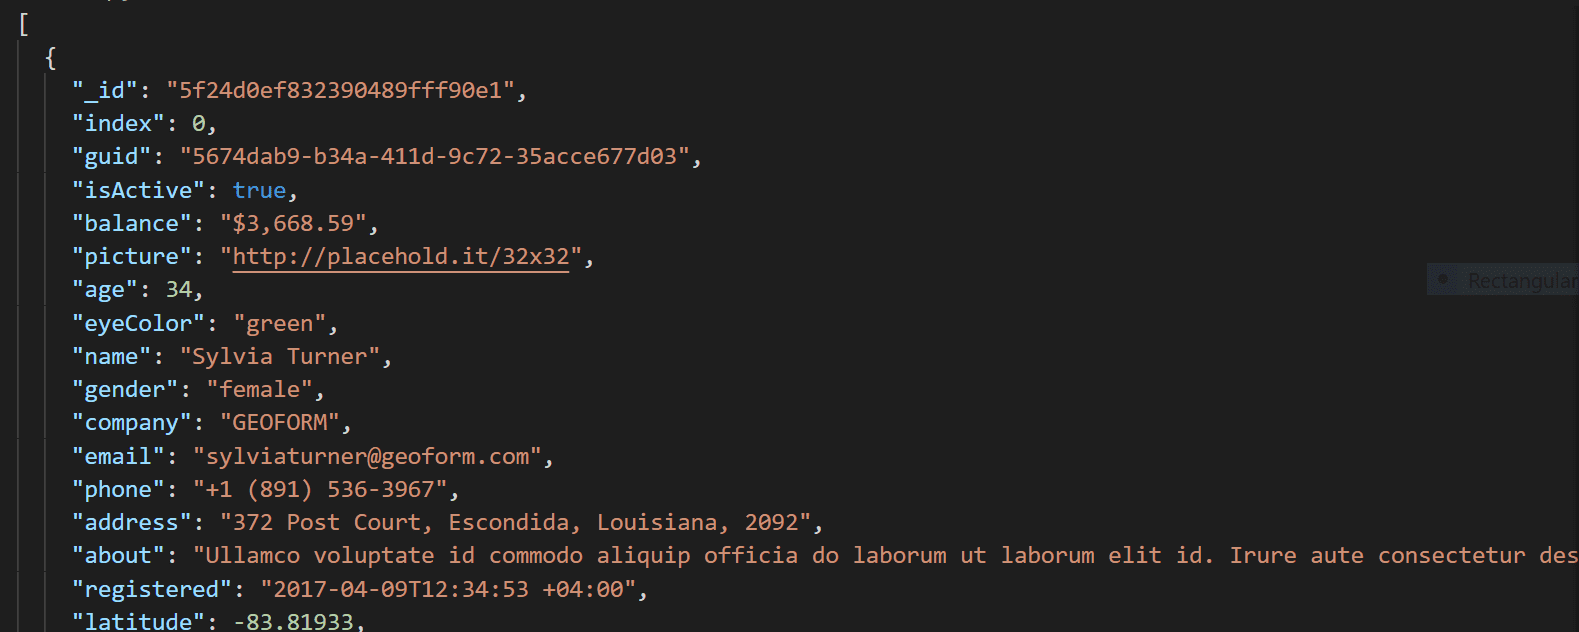 [
{
"_id": "5f24d0ef832390489fff90e1",
"index": 0,
"guid": "5674dab9-b34a-411d-9c72-35acce677d03",
"isActive": true,
"balance": "$3,668.59",
"picture": "http://placehold.it/32x32",
"age": 34,
"eyeColor": "green",
"name": "Sylvia Turner",
"gender": "female",
"company": "GEOFORM",
"email": "sylviaturner@geoform.com",
"phone": "+1 (891) 536-3967",
"address": "372 Post Court, Escondida, Louisiana, 2092",
"about": "Ullamco voluptate id commodo aliquip officia do laborum ut laborum elit id. Irure aute consectetur des
"registered": "2017-04-09T12:34:53 +04:00",
"latitude": -83.81933,
Rectangular